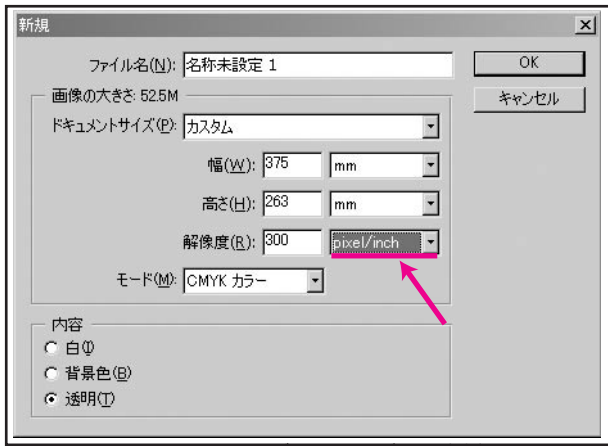 新規
ファイル名(N): 名称未設定 1
OK
画像の大きさ: 52.5M
キャンセル
ドキュメントサイズ(P): カスタム
幅(W): 375 mm
高さ(H): 263 mm
解像度(R): 300 pixel/inch
モード(M): CMYK カラー
内容
白(I)
背景色(B)
透明(T)